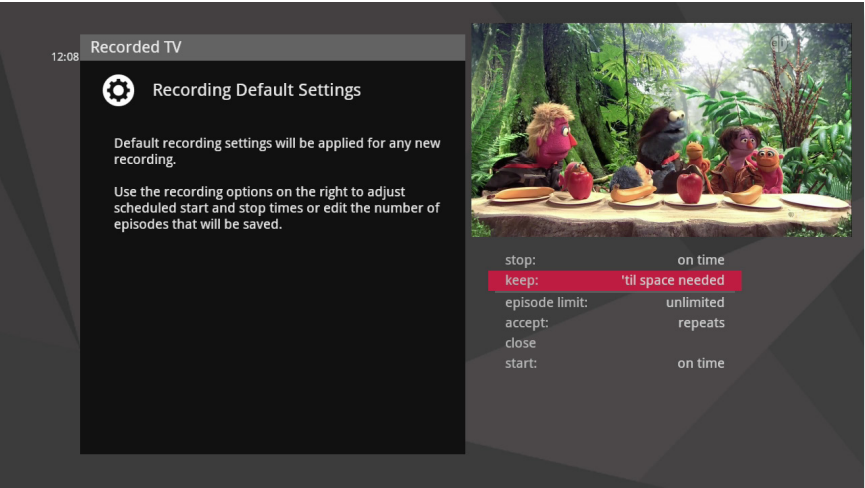 Recorded TV
12:08
Recording Default Settings
Default recording settings will be applied for any new
recording.
Use the recording options on the right to adjust
scheduled start and stop times or edit the number of
episodes that will be saved.
stop: on time
keep: 'til space needed
episode limit: unlimited
accept: repeats
close
start: on time